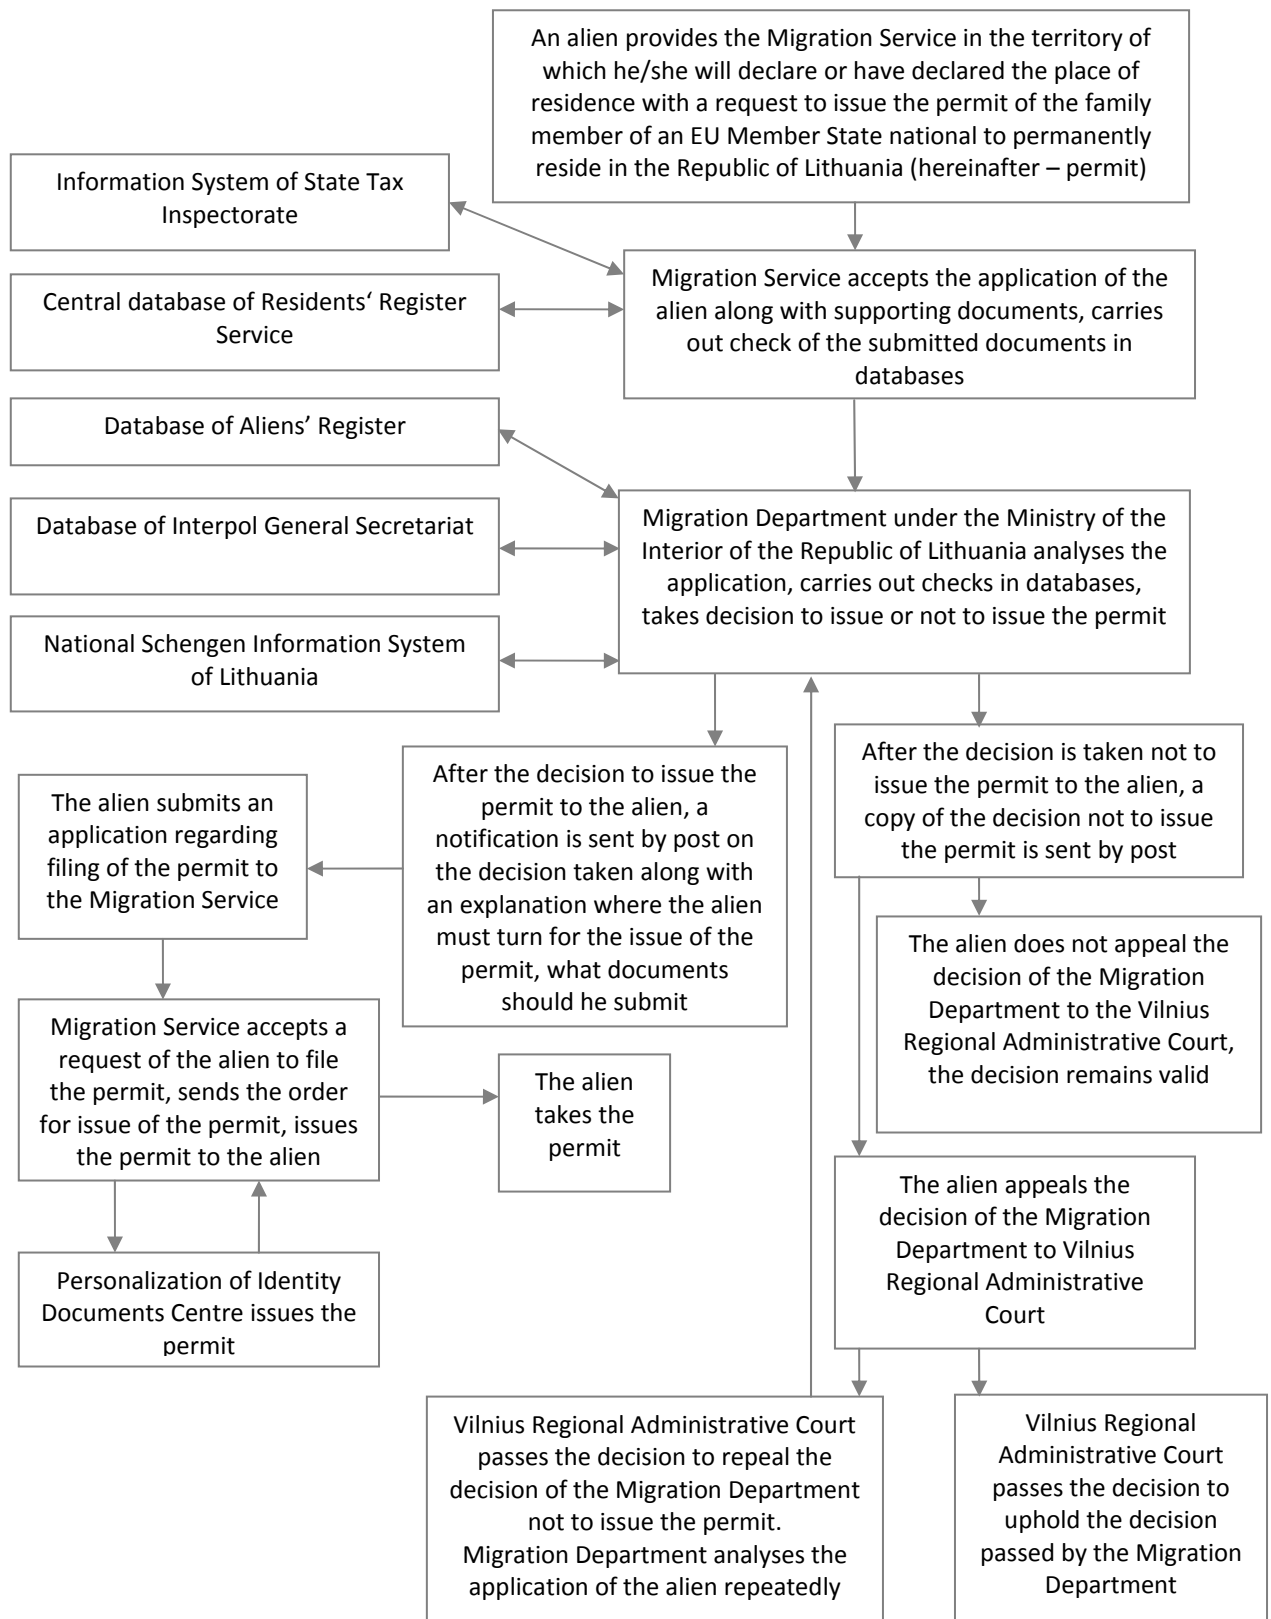 An alien provides the Migration Service in the territory of
which he/she will declare or have declared the place of
residence with a request to issue the permit of the family
member of an EU Member State national to permanently
reside in the Republic of Lithuania (hereinafter – permit)
Information System of State Tax
Inspectorate
Migration Service accepts the application of the
alien along with supporting documents, carries
out check of the submitted documents in
databases
Central database of Residents‘ Register
Service
Database of Aliens’ Register
Database of Interpol General Secretariat
Migration Department under the Ministry of the
Interior of the Republic of Lithuania analyses the
application, carries out checks in databases,
takes decision to issue or not to issue the permit
National Schengen Information System
of Lithuania
After the decision to issue the
permit to the alien, a
notification is sent by post on
the decision taken along with
an explanation where the alien
must turn for the issue of the
permit, what documents
should he submit
After the decision is taken not to
issue the permit to the alien, a
copy of the decision not to issue
the permit is sent by post
The alien submits an
application regarding
filing of the permit to
the Migration Service
The alien does not appeal the
decision of the Migration
Department to the Vilnius
Regional Administrative Court,
the decision remains valid
Migration Service accepts a
request of the alien to file
the permit, sends the order
for issue of the permit, issues
the permit to the alien
The alien
takes the
permit
The alien appeals the
decision of the Migration
Department to Vilnius
Regional Administrative
Court
Personalization of Identity
Documents Centre issues the
permit
Vilnius Regional Administrative Court
passes the decision to repeal the
decision of the Migration Department
not to issue the permit.
Migration Department analyses the
application of the alien repeatedly
Vilnius Regional
Administrative Court
passes the decision to
uphold the decision
passed by the Migration
Department